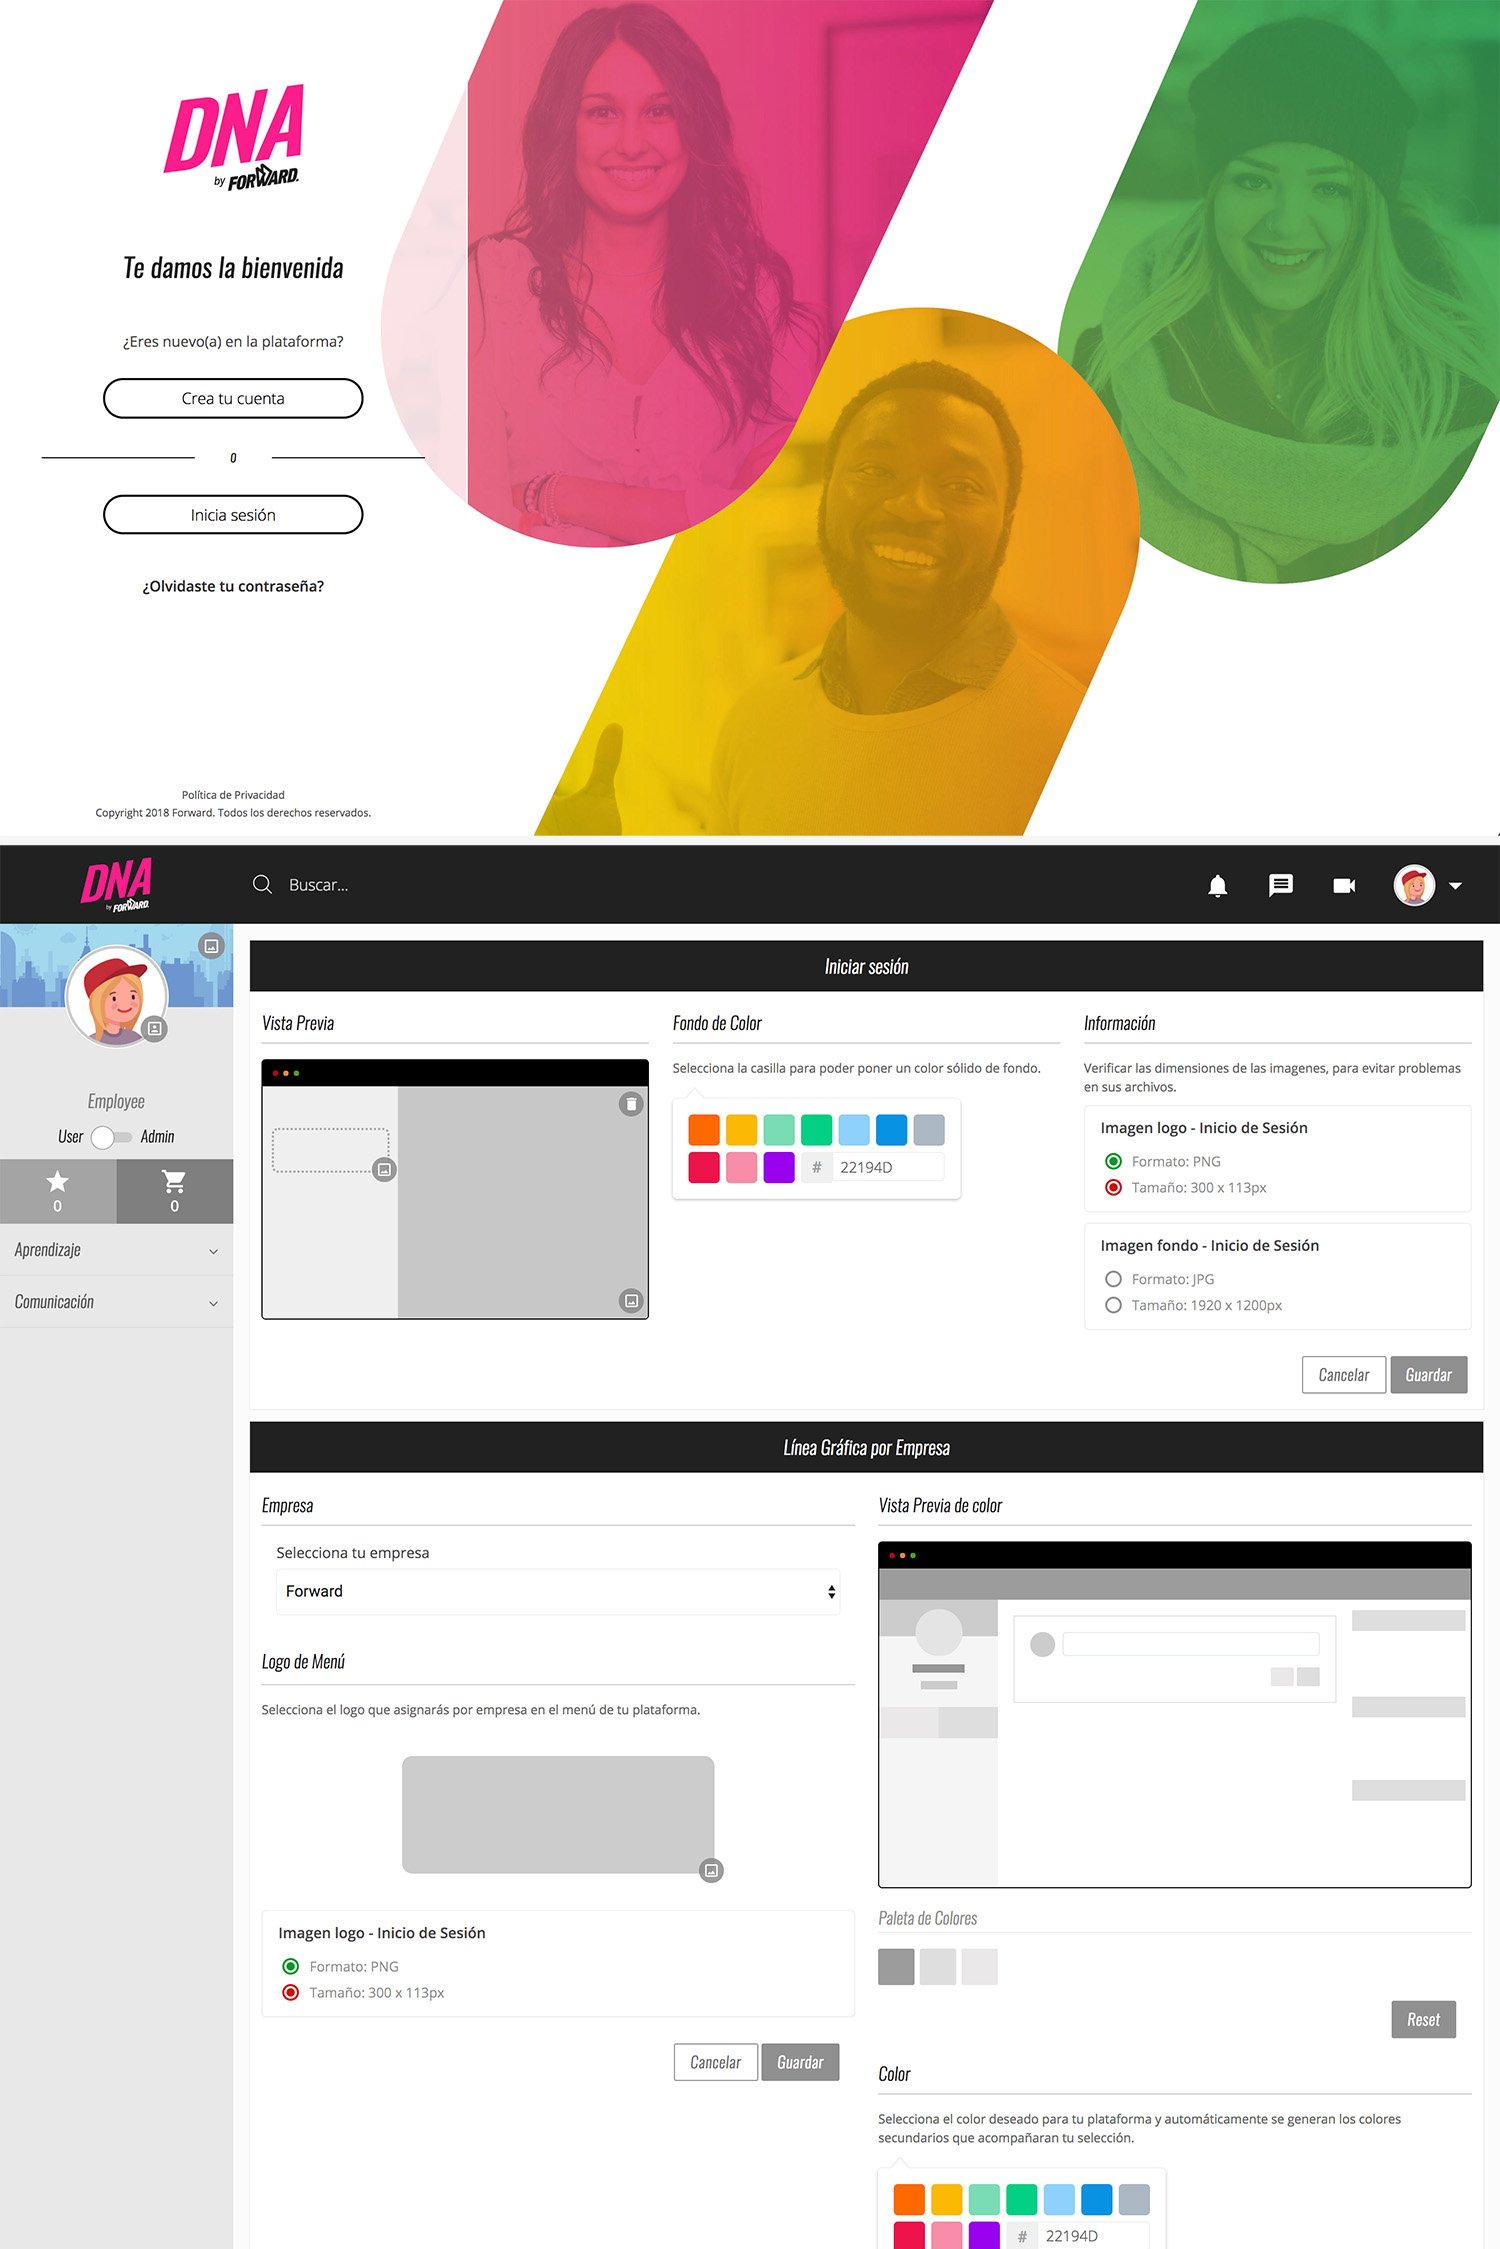 DNA
by FORWARD.
Te damos la bienvenida
¿Eres nuevo(a) en la plataforma?
Crea tu cuenta
o
Inicia sesión
¿Olvidaste tu contraseña?
Política de Privacidad
Copyright 2018 Forward. Todos los derechos reservados.
DNA
by FORWARD.
Buscar...
Employee
User Admin
0 0
Aprendizaje
Comunicación
Iniciar sesión
Vista Previa
Fondo de Color
Selecciona la casilla para poder poner un color sólido de fondo.
# 22194D
Información
Verificar las dimensiones de las imagenes, para evitar problemas
en sus archivos.
Imagen logo - Inicio de Sesión
Formato: PNG
Tamaño: 300 x 113px
Imagen fondo - Inicio de Sesión
Formato: JPG
Tamaño: 1920 x 1200px
Cancelar Guardar
Línea Gráfica por Empresa
Empresa
Selecciona tu empresa
Forward
Logo de Menú
Selecciona el logo que asignarás por empresa en el menú de tu plataforma.
Imagen logo - Inicio de Sesión
Formato: PNG
Tamaño: 300 x 113px
Cancelar Guardar
Vista Previa de color
Paleta de Colores
Reset
Color
Selecciona el color deseado para tu plataforma y automáticamente se generan los colores
secundarios que acompañaran tu selección.
# 22194D